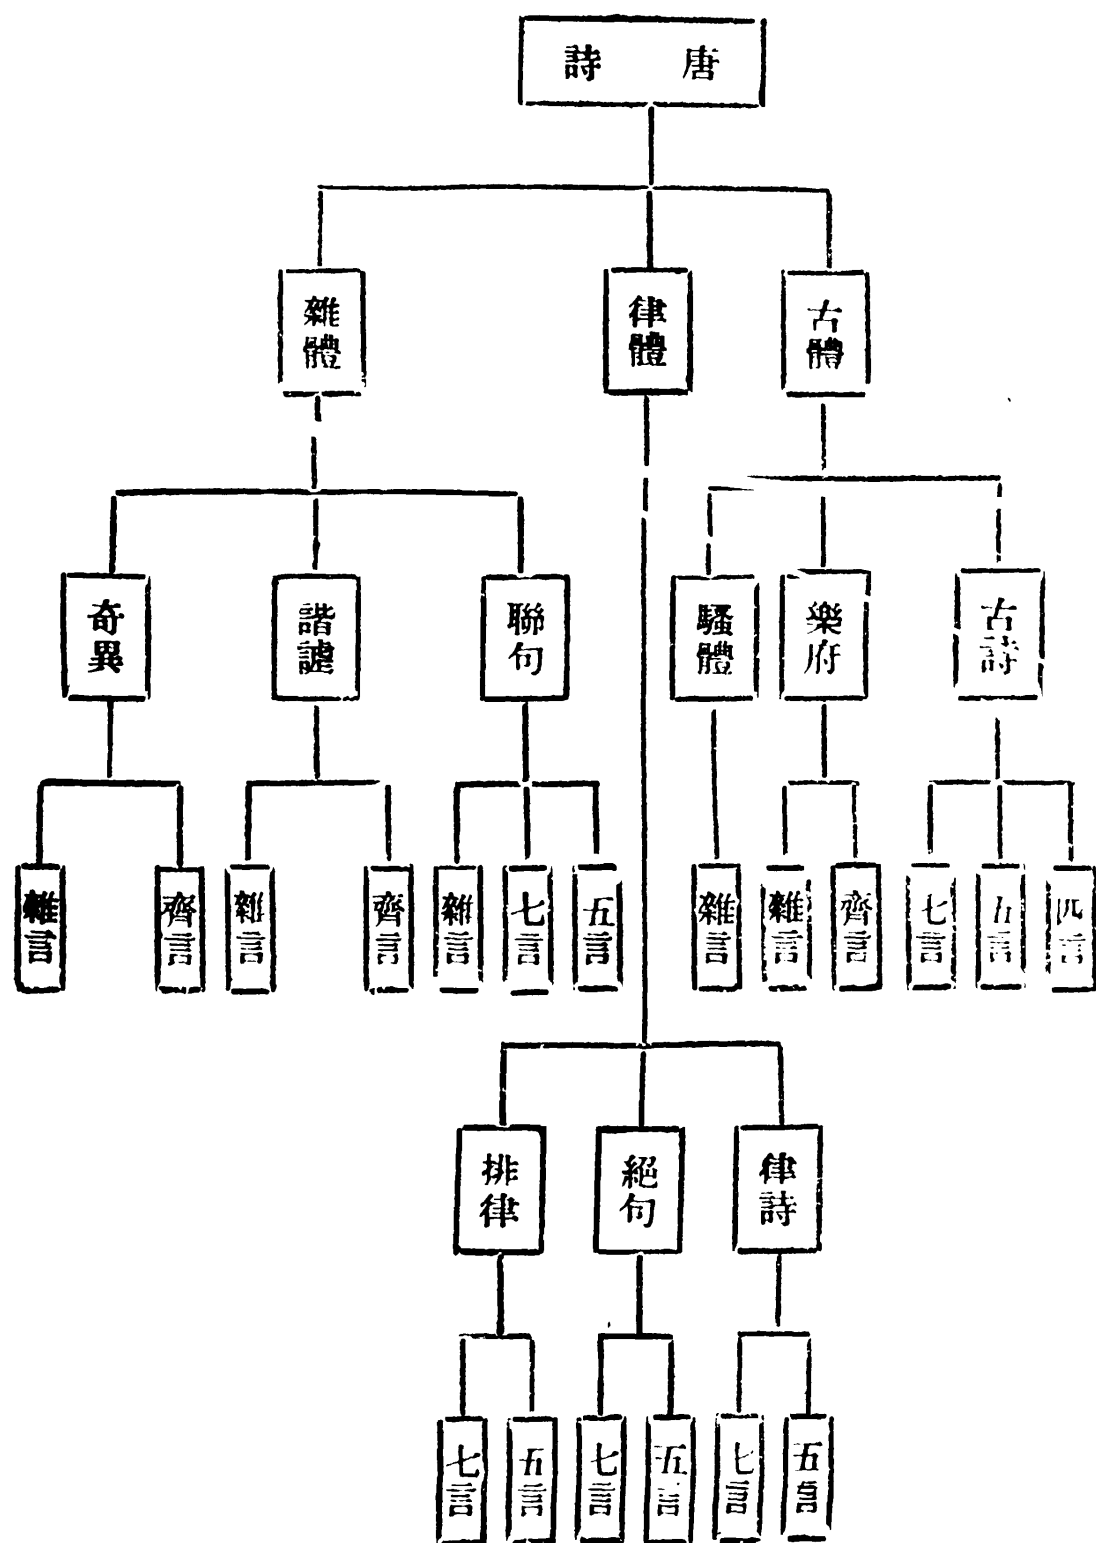 唐詩
古體
律體
雜體
古詩
樂府
騷體
聯句
諧謔
奇異
四言
五言
七言
齊言
雜言
雜言
五言
七言
雜言
齊言
雜言
齊言
雜言
律詩
絕句
排律
五言
七言
五言
七言
五言
七言